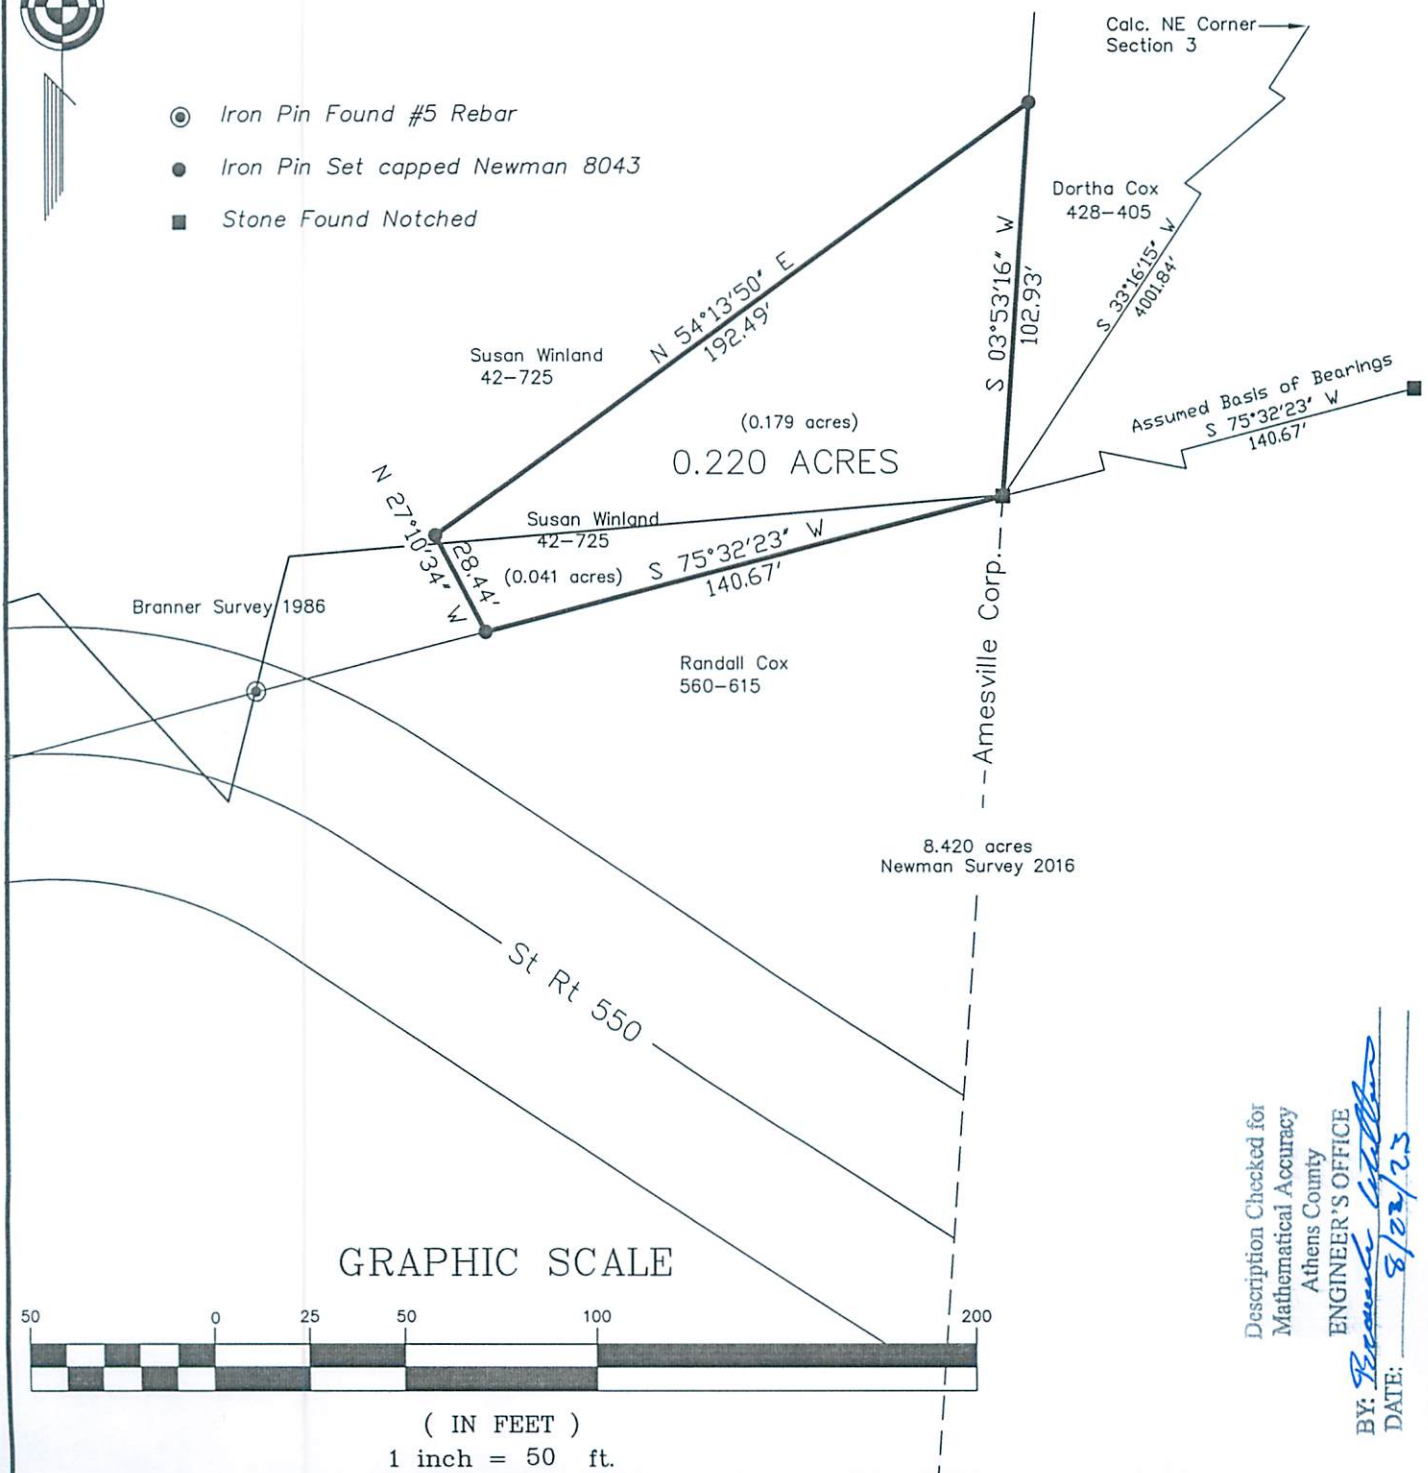 Calc. NE Corner
Section 3
Iron Pin Found #5 Rebar
Iron Pin Set capped Newman 8043
Stone Found Notched
Dortha Cox
428-405
S 33°16'15" W
4001.84'
S 03°53'16" W
102.93'
N 54°13'50" E
192.49'
Susan Winland
42-725
Assumed Basis of Bearings
S 75°32'23" W
140.67'
(0.179 acres)
0.220 ACRES
N 27°10'34" W
28.44'
Susan Winland
42-725
(0.041 acres)
S 75°32'23" W
140.67'
Branner Survey 1986
Randall Cox
560-615
Amesville Corp.
8.420 acres
Newman Survey 2016
St Rt 550
Description Checked for
Mathematical Accuracy
Athens County
ENGINEER'S OFFICE
BY:
DATE: 8/23/23
GRAPHIC SCALE
50 0 25 50 100 200
( IN FEET )
1 inch = 50 ft.